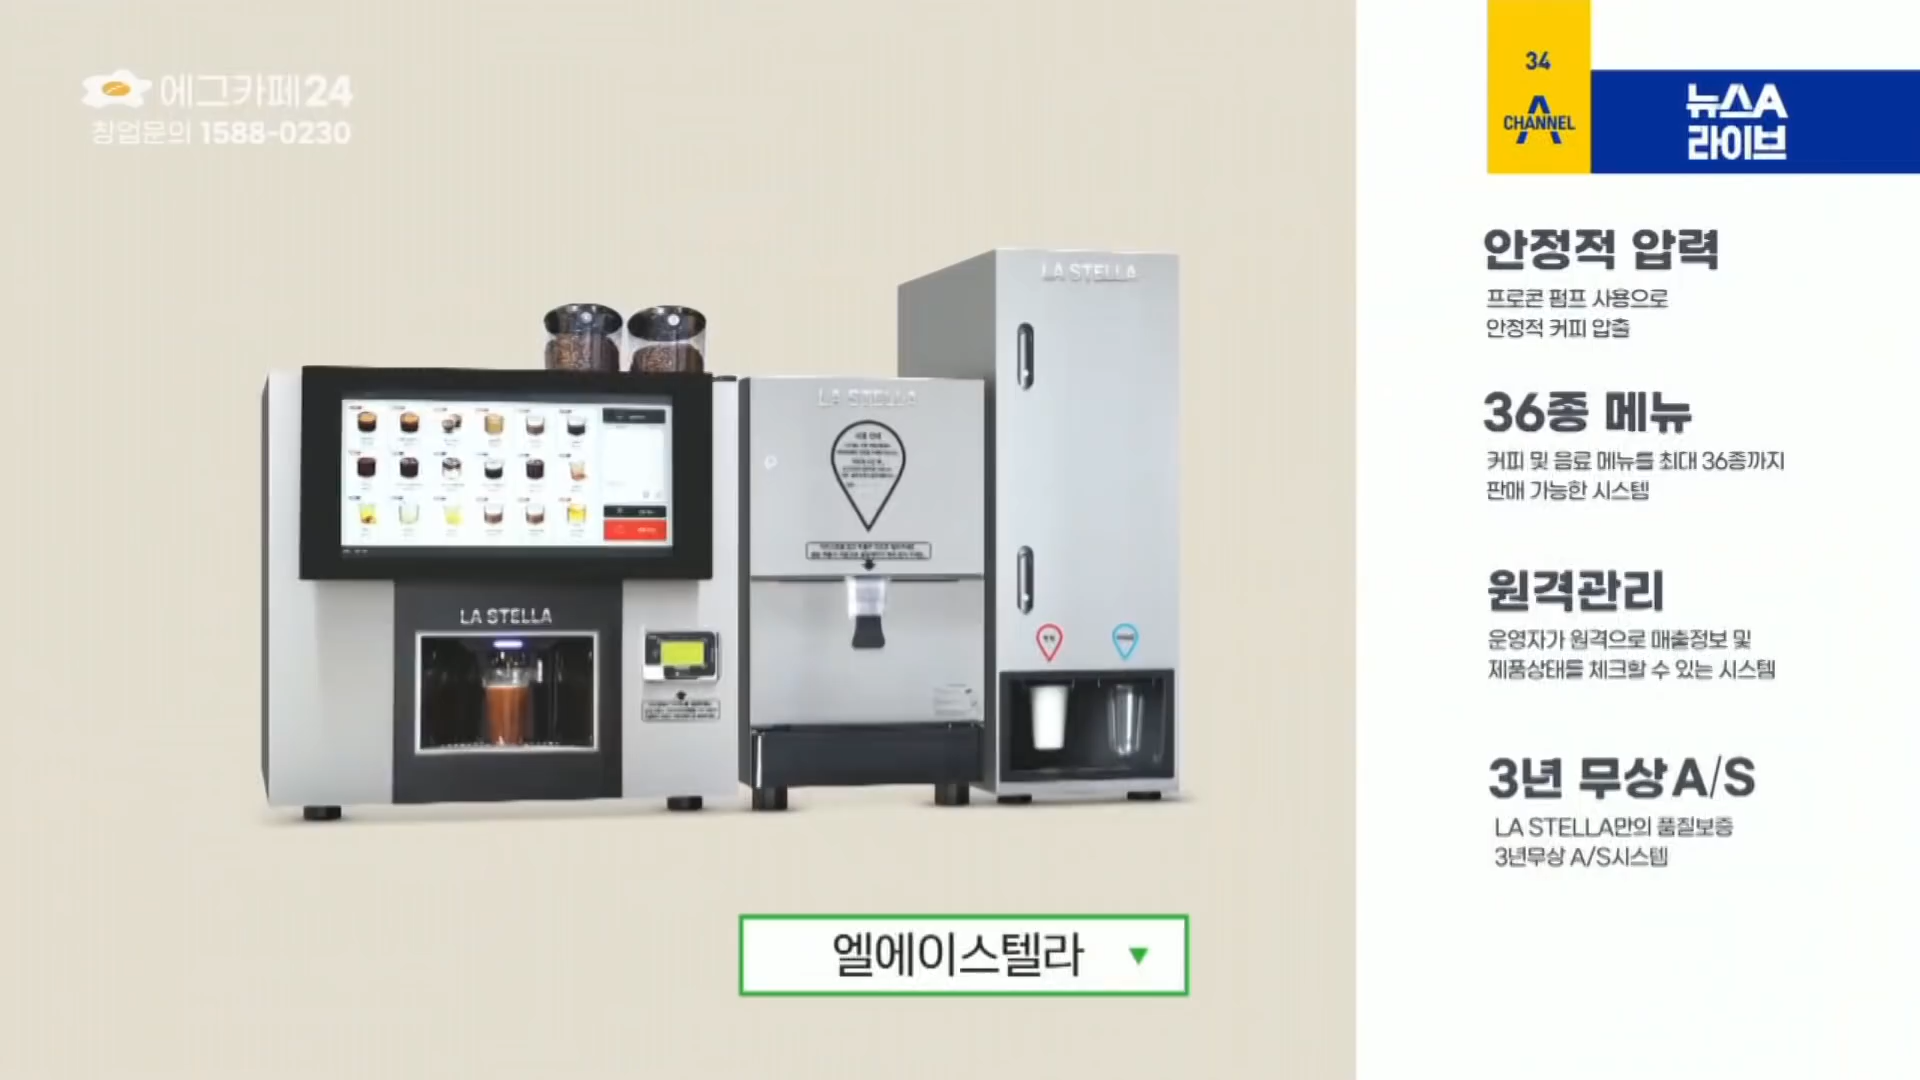 에그카페24
창업문의 1588-0230
34
CHANNEL A
뉴스A
라이브
안정적 압력
프로콘 펌프 사용으로
안정적 커피 압출
36종 메뉴
커피 및 음료 메뉴를 최대 36종까지
판매 가능한 시스템
원격관리
운영자가 원격으로 매출정보 및
제품상태를 체크할 수 있는 시스템
3년 무상 A/S
LA STELLA만의 품질보증
3년무상 A/S시스템
LA STELLA
LA STELLA
LA STELLA
엘에이스텔라